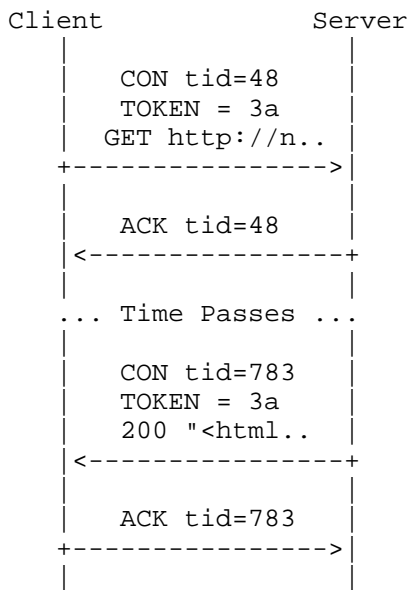 Client Server
CON tid=48
TOKEN = 3a
GET http://n..
ACK tid=48
... Time Passes ...
CON tid=783
TOKEN = 3a
200 "<html..
ACK tid=783